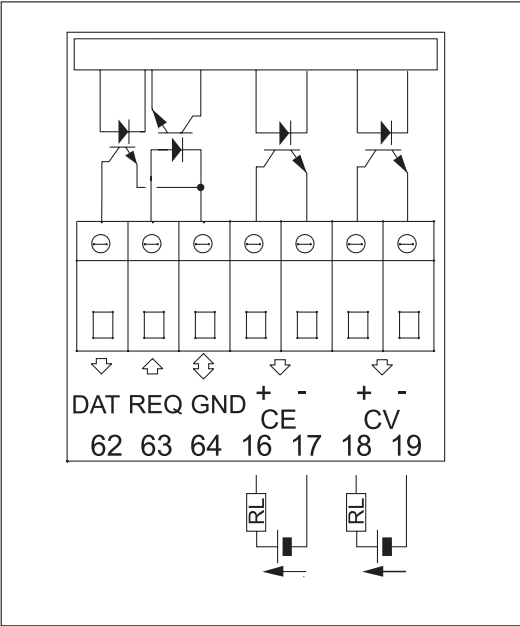 DAT REQ GND + - + -
CE CV
62 63 64 16 17 18 19
RL RL